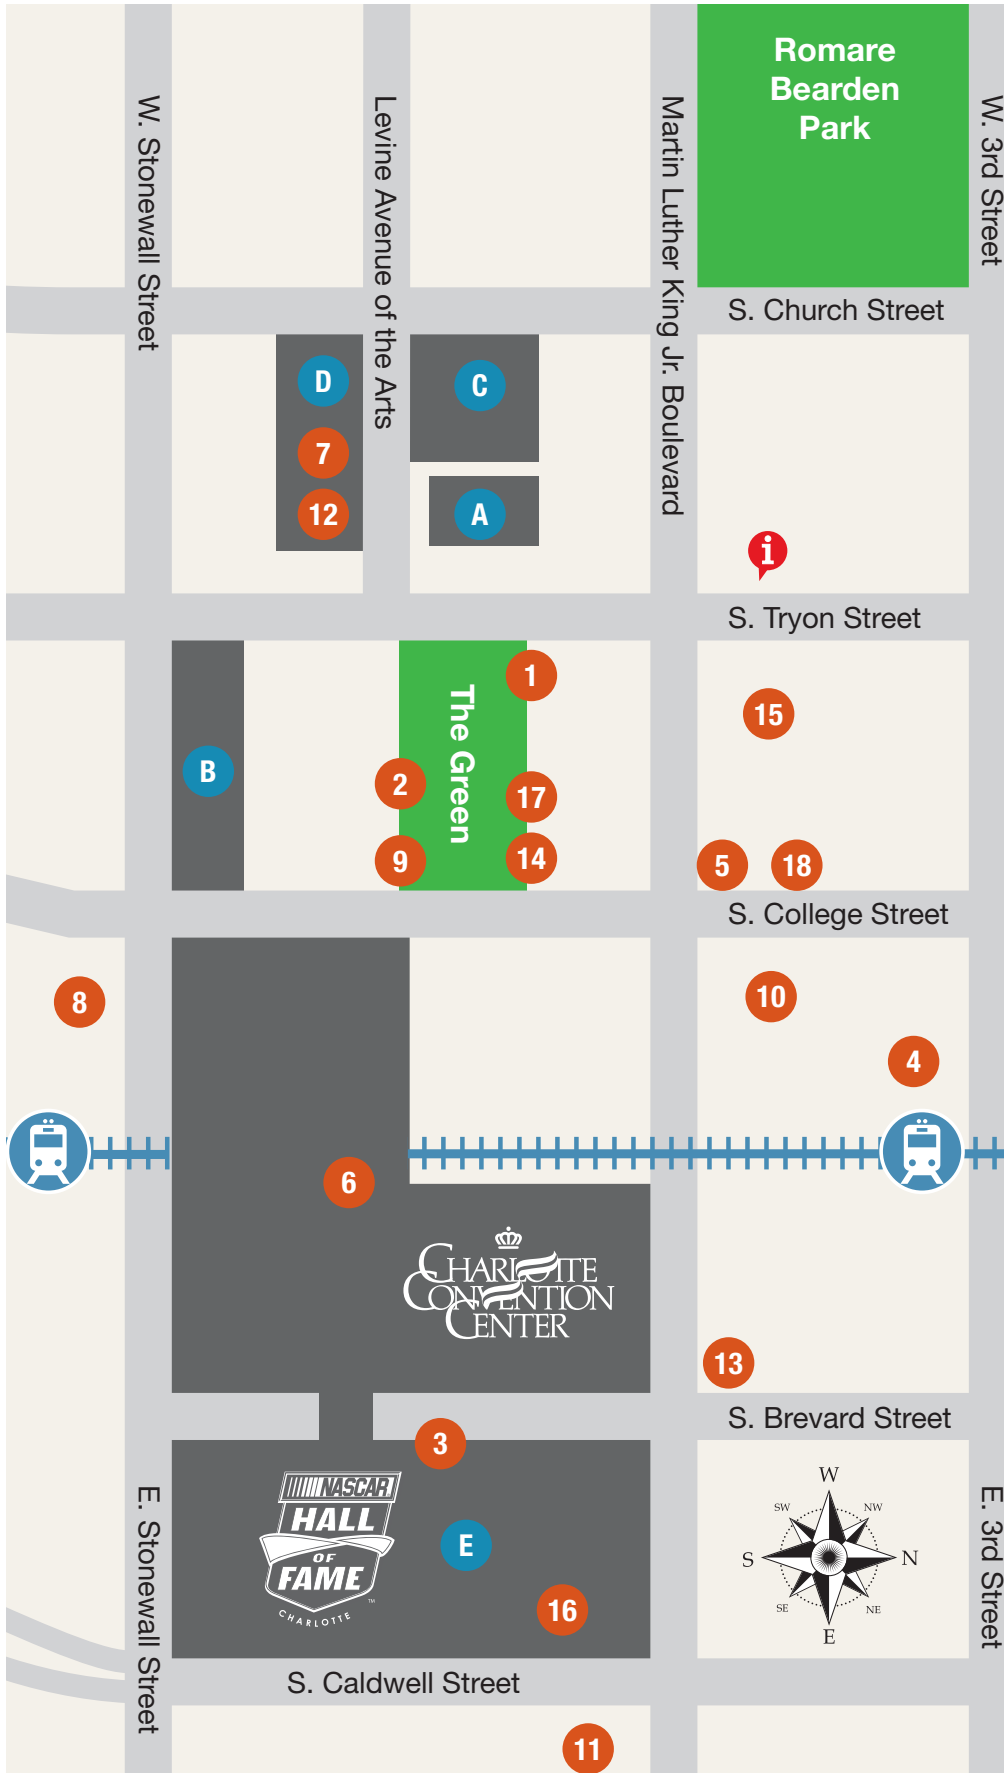 Romare
Bearden
Park
W. Stonewall Street
Levine Avenue of the Arts
Martin Luther King Jr. Boulevard
W. 3rd Street
S. Church Street
D
C
7
12
A
i
S. Tryon Street
1
The Green
15
B
2
17
9
14
5
18
S. College Street
8
10
4
6
CHARLOTTE
CONVENTION
CENTER
13
S. Brevard Street
3
NASCAR
HALL
OF
FAME
TM
CHARLOTTE
E
16
W
SW
NW
S
N
SE
NE
E
E. Stonewall Street
E. 3rd Street
S. Caldwell Street
11